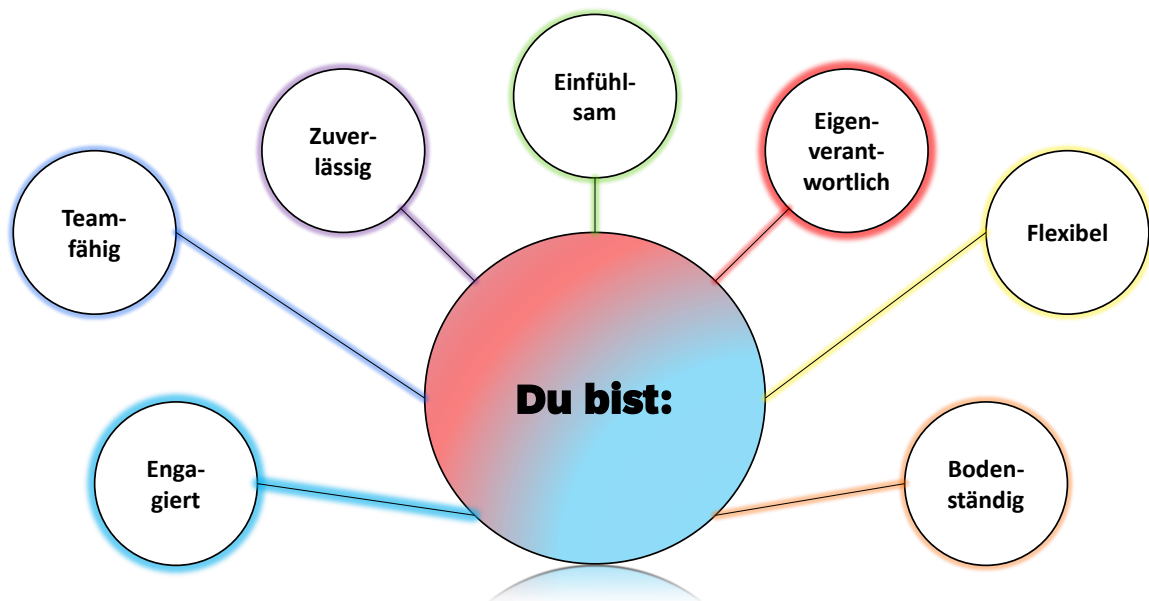 Einfühl-
sam
Zuver-
lässig
Eigen-
verant-
wortlich
Team-
fähig
Flexibel
Du bist:
Enga-
giert
Boden-
ständig